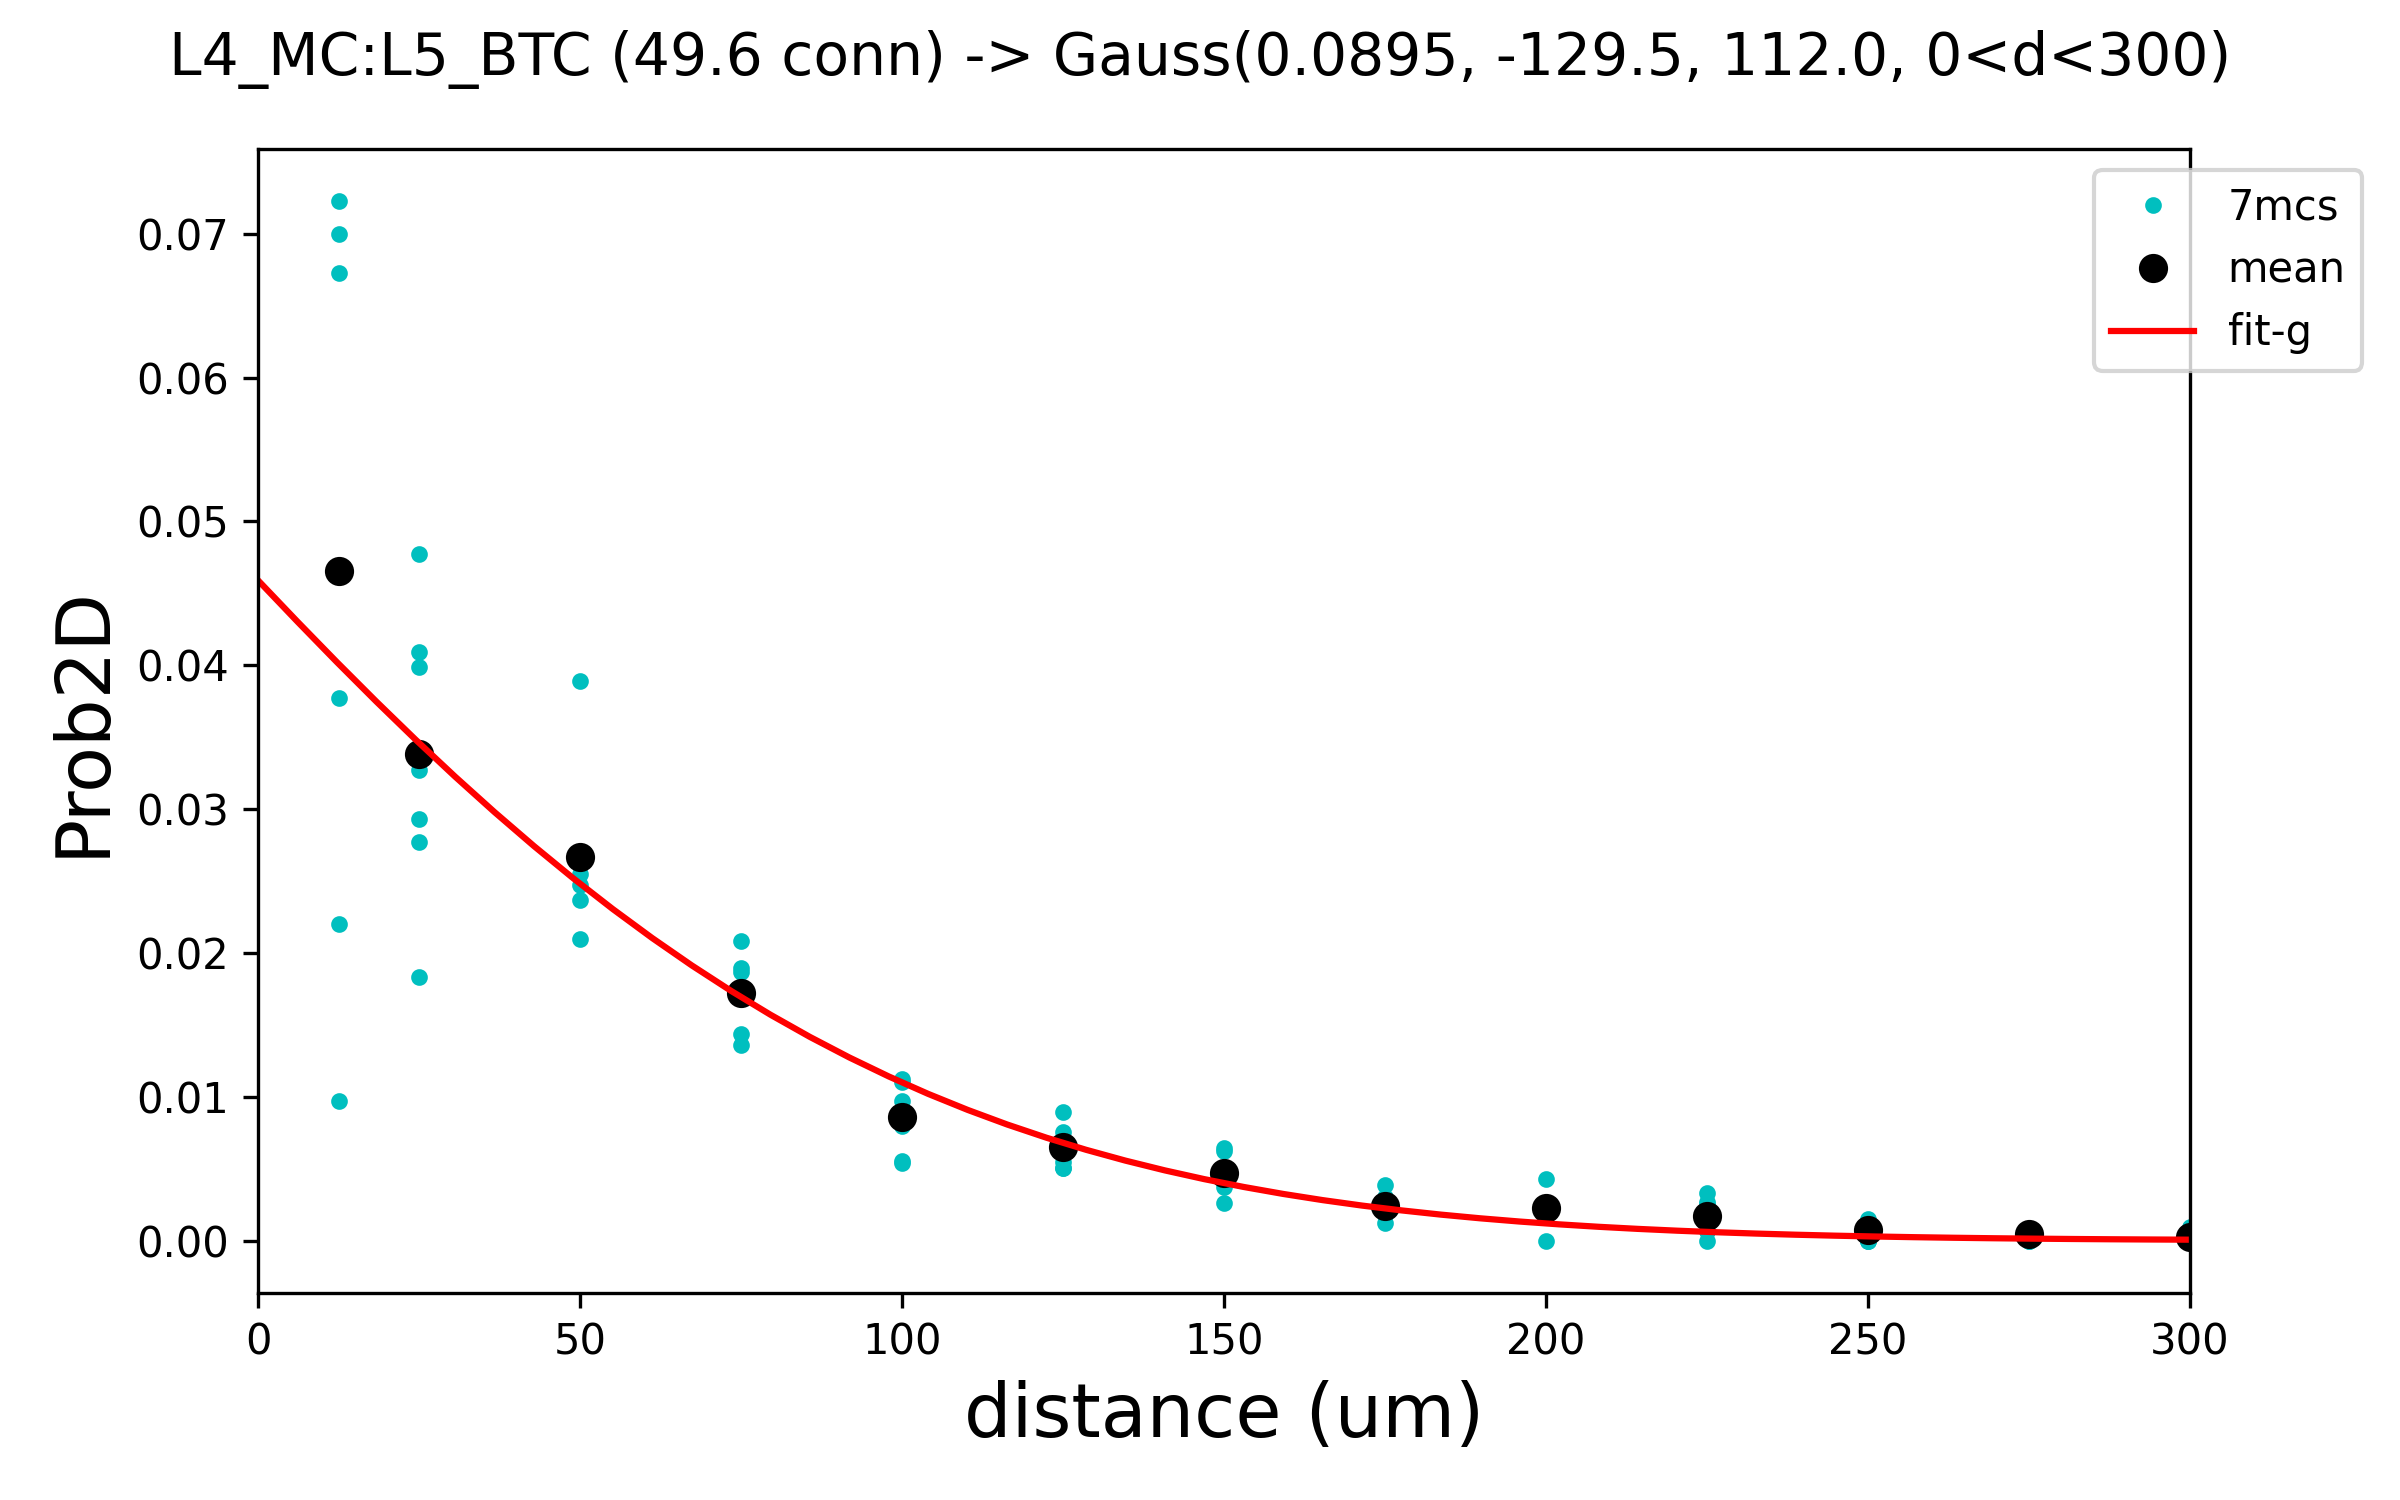 L4_MC:L5_BTC (49.6 conn) -> Gauss(0.0895, -129.5, 112.0, 0<d<300)
7mcs
mean
fit-g
Prob2D
0.07
0.06
0.05
0.04
0.03
0.02
0.01
0.00
0 50 100 150 200 250 300
distance (um)